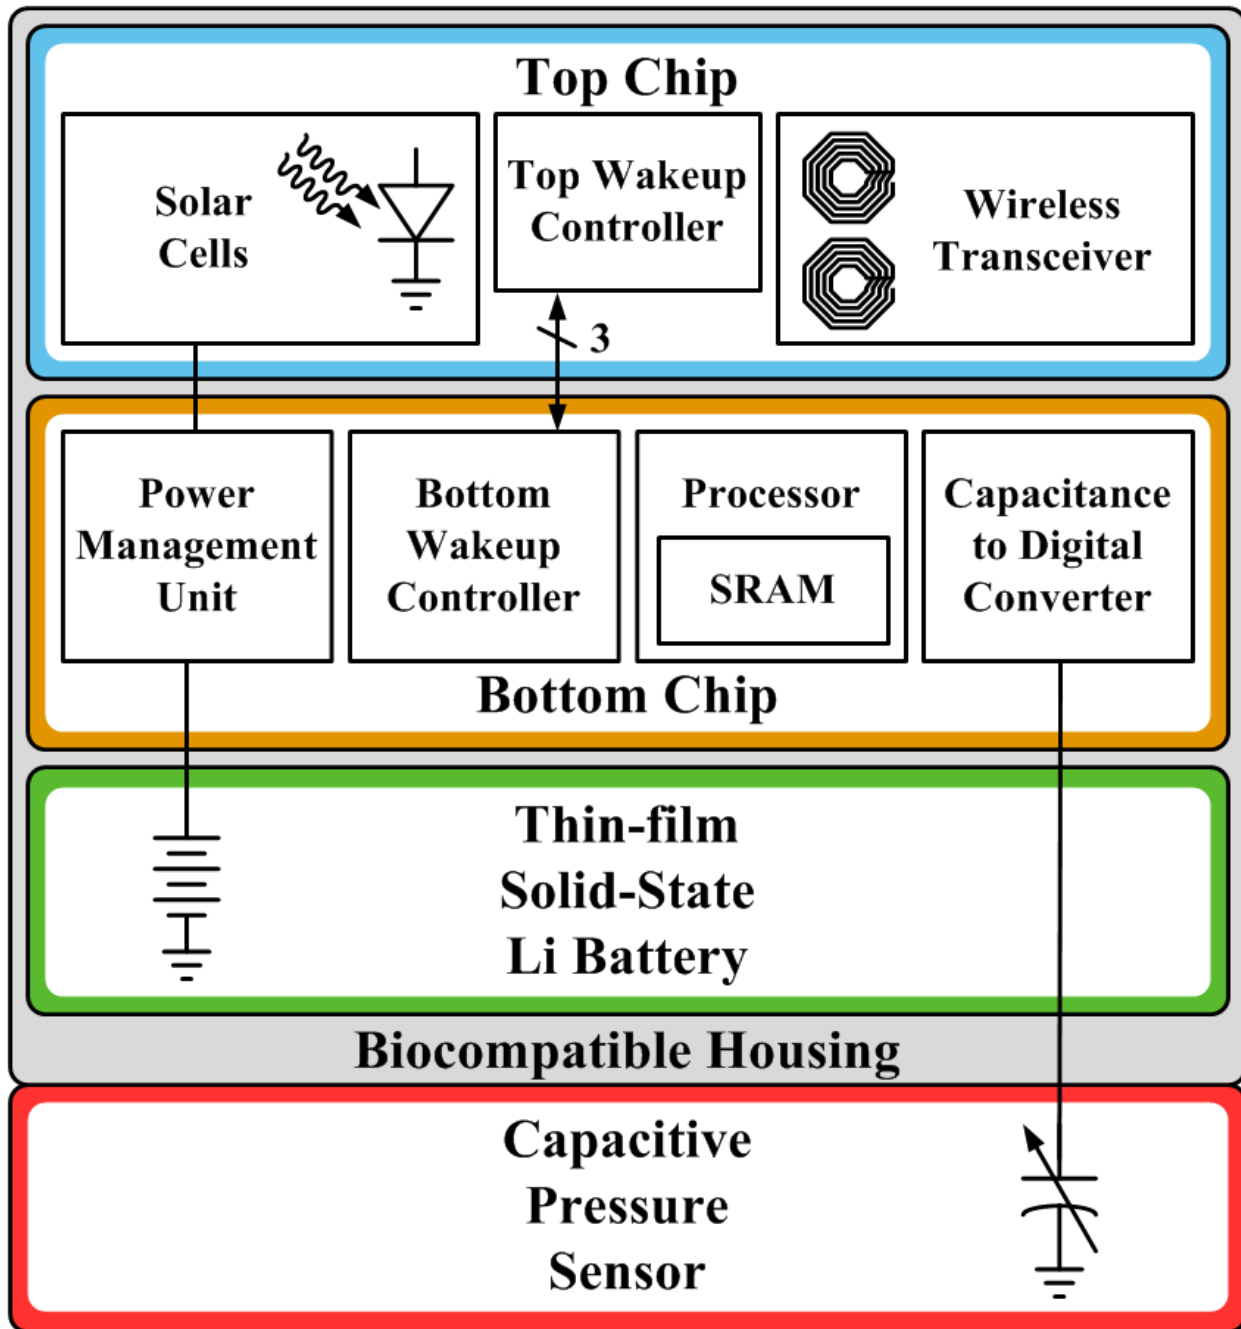 Top Chip
Solar
Cells
Top Wakeup
Controller
Wireless
Transceiver
3
Power
Management
Unit
Bottom
Wakeup
Controller
Processor
SRAM
Capacitance
to Digital
Converter
Bottom Chip
Thin-film
Solid-State
Li Battery
Biocompatible Housing
Capacitive
Pressure
Sensor